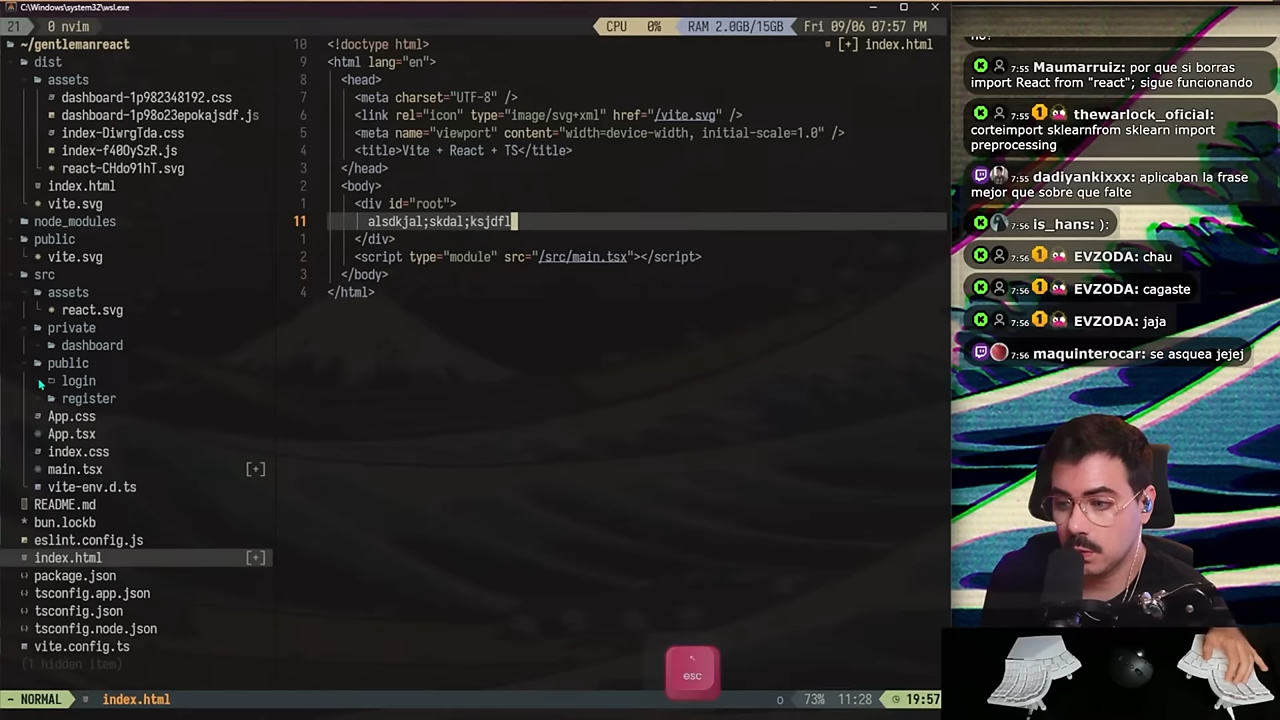 C:\Windows\system32\wsl.exe
21 0 nvim CPU 0% RAM 2.0GB/15GB Fri 09/06 07:57 PM
~/gentlemanreact
dist
assets
dashboard-1p982348192.css
dashboard-1p98o23epokajsdf.js
index-DiwrgTda.css
index-f40OySzR.js
react-CHdo91hT.svg
index.html
vite.svg
node_modules
public
vite.svg
src
assets
react.svg
private
dashboard
public
login
register
App.css
App.tsx
index.css
main.tsx [+]
vite-env.d.ts
README.md
bun.lockb
eslint.config.js
index.html [+]
package.json
tsconfig.app.json
tsconfig.json
tsconfig.node.json
vite.config.ts
(1 hidden item)
[+] index.html
10 <!doctype html>
9 <html lang="en">
8 <head>
7 <meta charset="UTF-8" />
6 <link rel="icon" type="image/svg+xml" href="/vite.svg" />
5 <meta name="viewport" content="width=device-width, initial-scale=1.0" />
4 <title>Vite + React + TS</title>
3 </head>
2 <body>
1 <div id="root">
11 alsdkjal;skdal;ksjdfl
1 </div>
2 <script type="module" src="/src/main.tsx"></script>
3 </body>
4 </html>
esc
NORMAL index.html 73% 11:28 19:57
7:55 Maumarruiz: por que si borras
import React from "react"; sigue funcionando
7:55 1 thewarlock_oficial:
corteimport sklearnfrom sklearn import
preprocessing
7:55 dadiyankixxx: aplicaban la frase
mejor que sobre que falte
7:56 is_hans: ):
7:56 1 EVZODA: chau
7:56 1 EVZODA: cagaste
7:56 1 EVZODA: jaja
7:56 maquinterocar: se asquea jejej